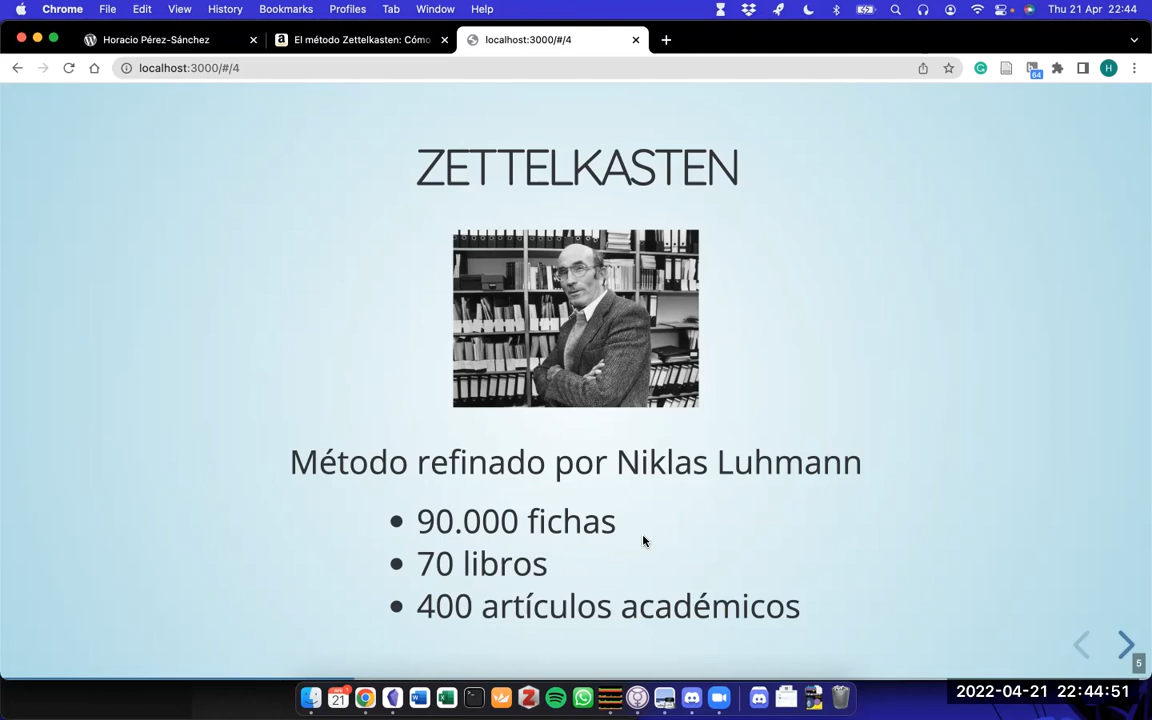 Chrome File Edit View History Bookmarks Profiles Tab Window Help Thu 21 Apr 22:44
Horacio Pérez-Sánchez El método Zettelkasten: Cómo localhost:3000/#/4
localhost:3000/#/4
64
H
ZETTELKASTEN
Método refinado por Niklas Luhmann
• 90.000 fichas
• 70 libros
• 400 artículos académicos
5
21
2022-04-21 22:44:51